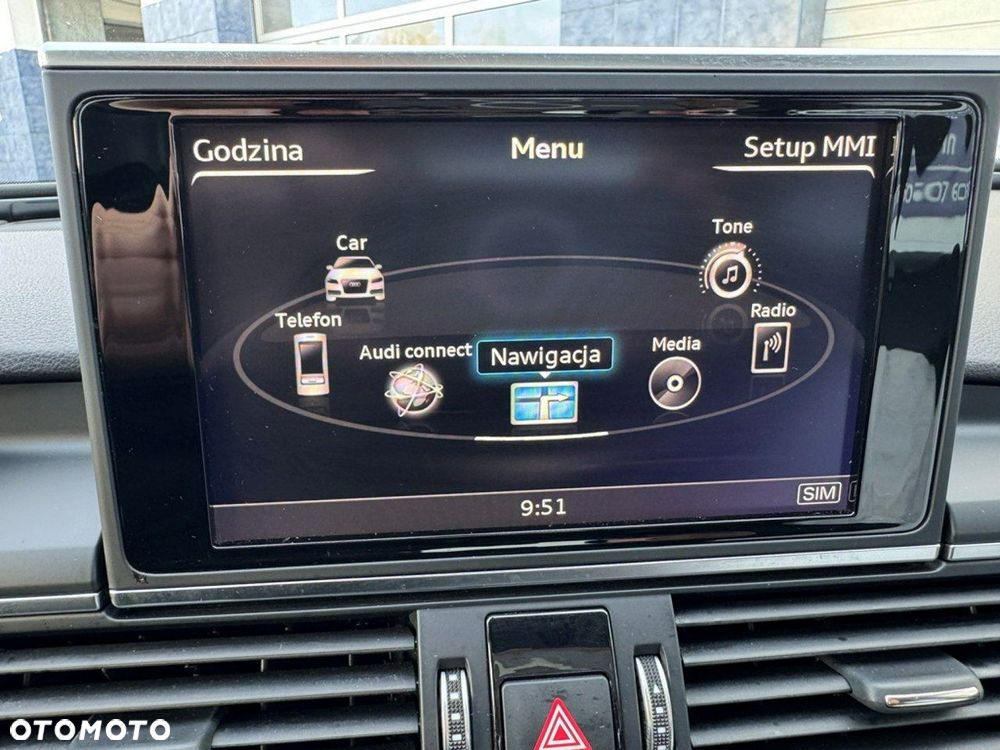 Godzina Menu Setup MMI
Car
Tone
Telefon
Radio
Audi connect
Nawigacja
Media
9:51
SIM
OTOMOTO